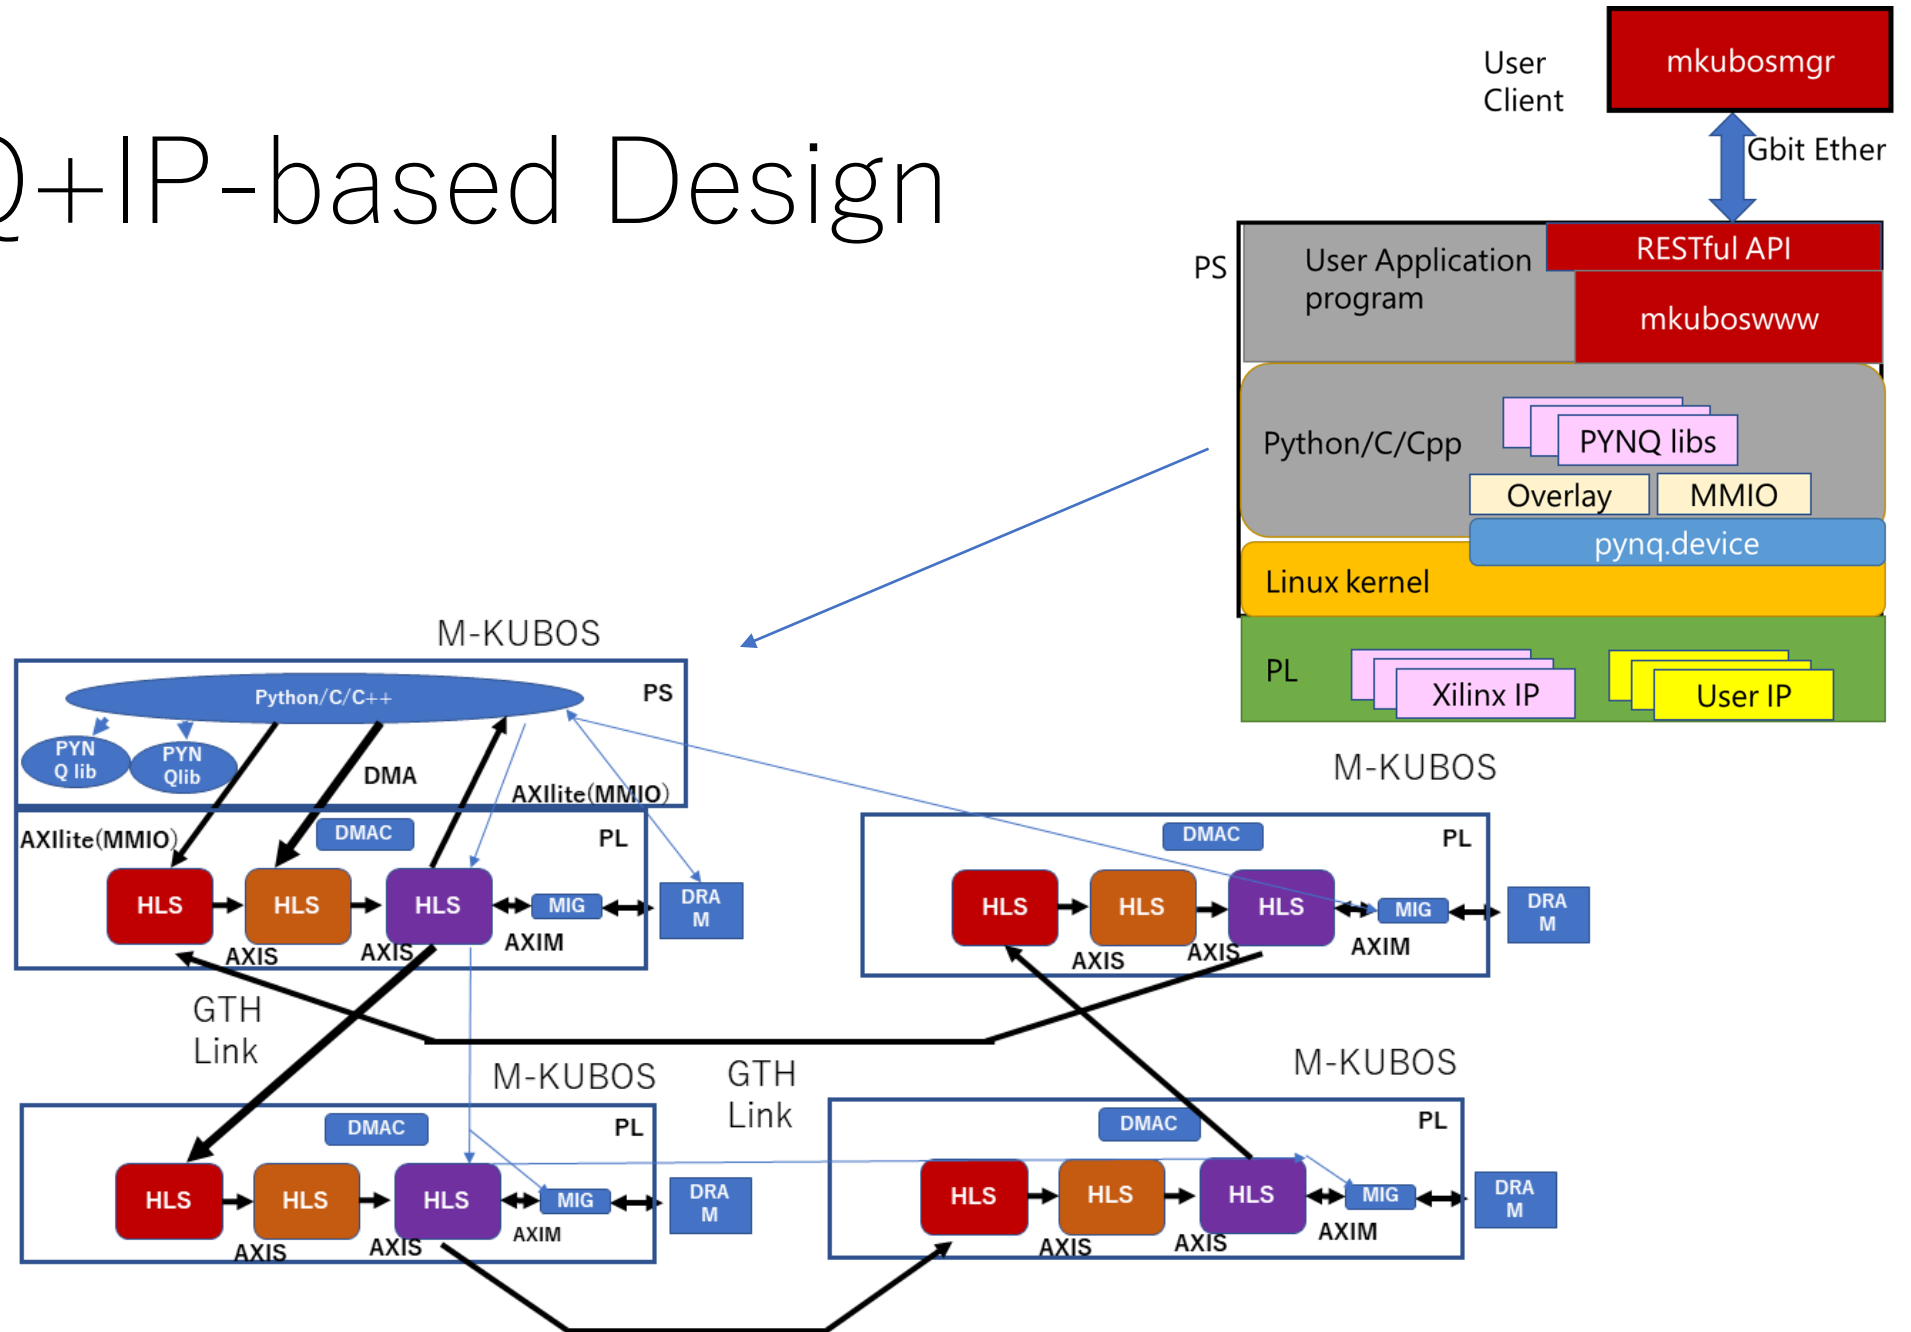 Q+IP-based Design
User
Client
mkubosmgr
Gbit Ether
PS
User Application
program
RESTful API
mkuboswww
Python/C/Cpp
PYNQ libs
Overlay
MMIO
pynq.device
Linux kernel
PL
Xilinx IP
User IP
M-KUBOS
Python/C/C++
PS
PYN
Q lib
PYN
Qlib
DMA
AXIlite(MMIO)
AXIlite(MMIO)
DMAC
PL
HLS
HLS
HLS
MIG
DRA
M
AXIS
AXIS
AXIM
M-KUBOS
DMAC
PL
HLS
HLS
HLS
MIG
DRA
M
AXIS
AXIS
AXIM
GTH
Link
M-KUBOS
DMAC
PL
HLS
HLS
HLS
MIG
DRA
M
AXIS
AXIS
AXIM
GTH
Link
M-KUBOS
DMAC
PL
HLS
HLS
HLS
MIG
DRA
M
AXIS
AXIS
AXIM